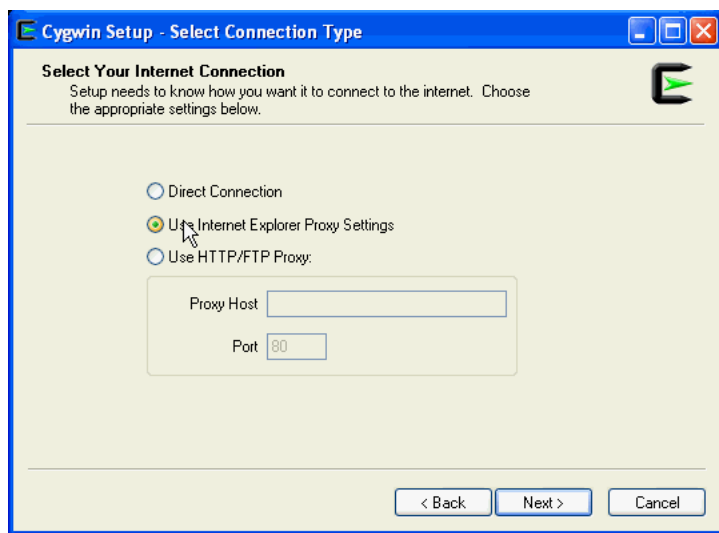 Cygwin Setup - Select Connection Type
Select Your Internet Connection
Setup needs to know how you want it to connect to the internet. Choose
the appropriate settings below.
Direct Connection
Use Internet Explorer Proxy Settings
Use HTTP/FTP Proxy:
Proxy Host
Port 80
< Back Next > Cancel